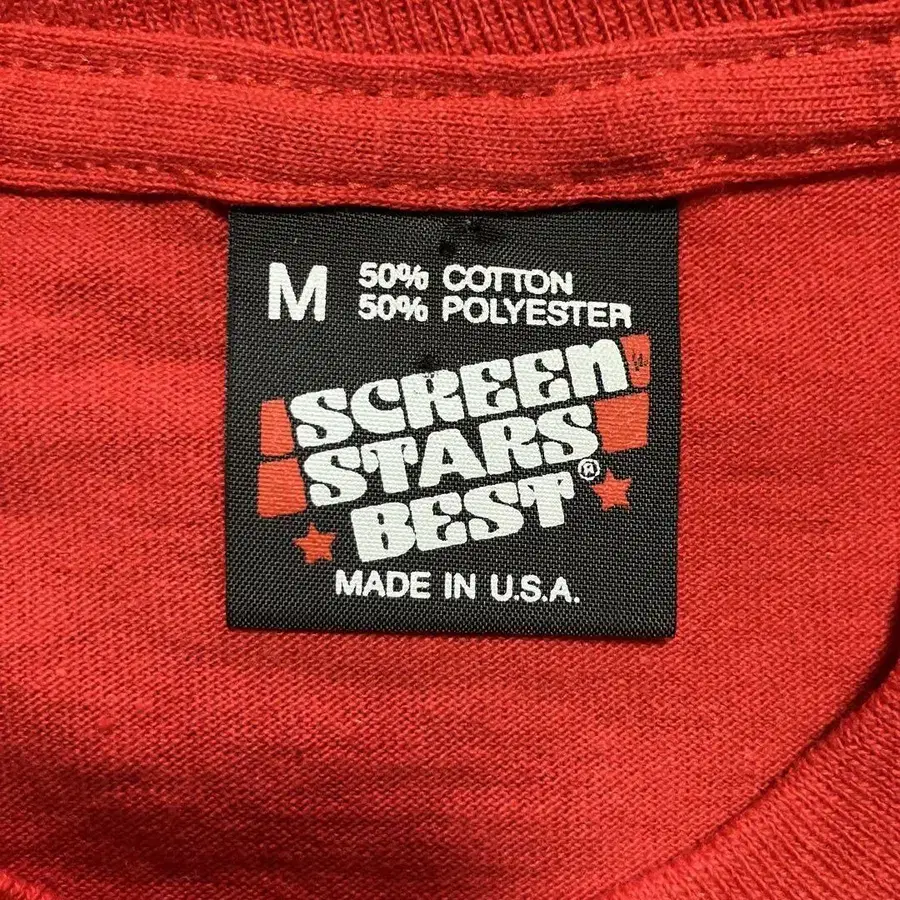 M 50% COTTON
50% POLYESTER
SCREEN
STARS
BEST®
MADE IN U.S.A.